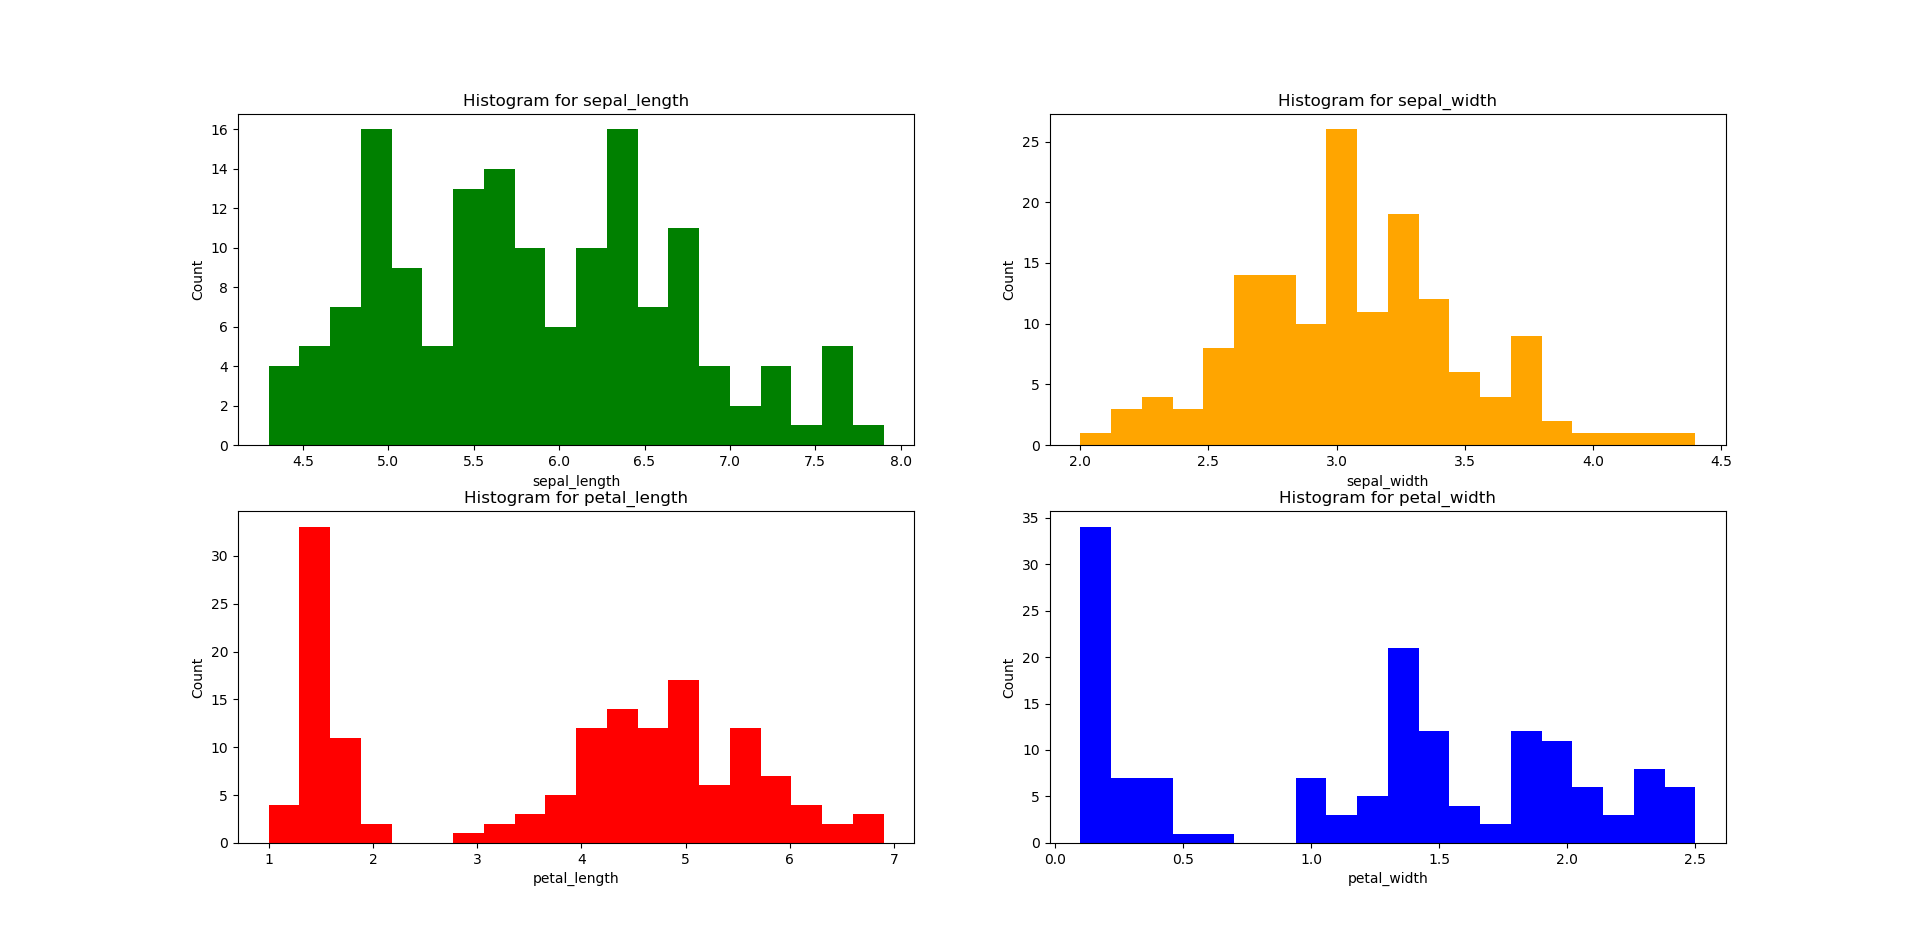 Histogram for sepal_length
16
14
12
10
8
6
4
2
0
Count
4.5 5.0 5.5 6.0 6.5 7.0 7.5 8.0
sepal_length
Histogram for sepal_width
25
20
15
10
5
0
Count
2.0 2.5 3.0 3.5 4.0 4.5
sepal_width
Histogram for petal_length
30
25
20
15
10
5
0
Count
1 2 3 4 5 6 7
petal_length
Histogram for petal_width
35
30
25
20
15
10
5
0
Count
0.0 0.5 1.0 1.5 2.0 2.5
petal_width